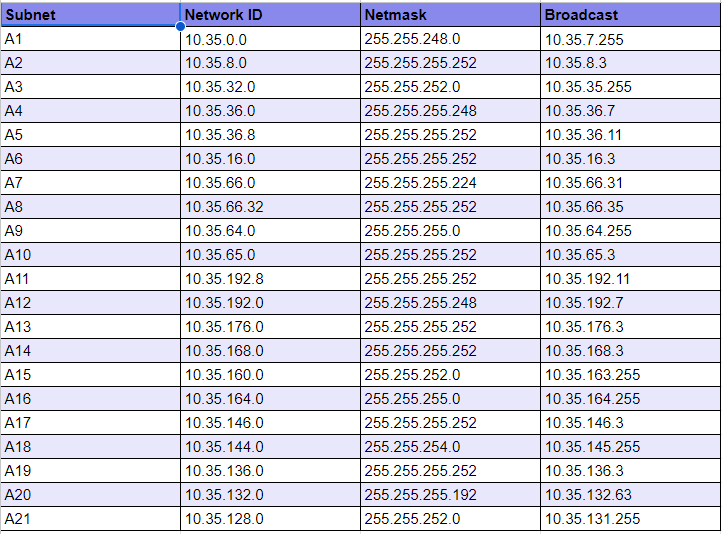 Subnet Network ID Netmask Broadcast
A1 10.35.0.0 255.255.248.0 10.35.7.255
A2 10.35.8.0 255.255.255.252 10.35.8.3
A3 10.35.32.0 255.255.252.0 10.35.35.255
A4 10.35.36.0 255.255.255.248 10.35.36.7
A5 10.35.36.8 255.255.255.252 10.35.36.11
A6 10.35.16.0 255.255.255.252 10.35.16.3
A7 10.35.66.0 255.255.255.224 10.35.66.31
A8 10.35.66.32 255.255.255.252 10.35.66.35
A9 10.35.64.0 255.255.255.0 10.35.64.255
A10 10.35.65.0 255.255.255.252 10.35.65.3
A11 10.35.192.8 255.255.255.252 10.35.192.11
A12 10.35.192.0 255.255.255.248 10.35.192.7
A13 10.35.176.0 255.255.255.252 10.35.176.3
A14 10.35.168.0 255.255.255.252 10.35.168.3
A15 10.35.160.0 255.255.252.0 10.35.163.255
A16 10.35.164.0 255.255.255.0 10.35.164.255
A17 10.35.146.0 255.255.255.252 10.35.146.3
A18 10.35.144.0 255.255.254.0 10.35.145.255
A19 10.35.136.0 255.255.255.252 10.35.136.3
A20 10.35.132.0 255.255.255.192 10.35.132.63
A21 10.35.128.0 255.255.252.0 10.35.131.255